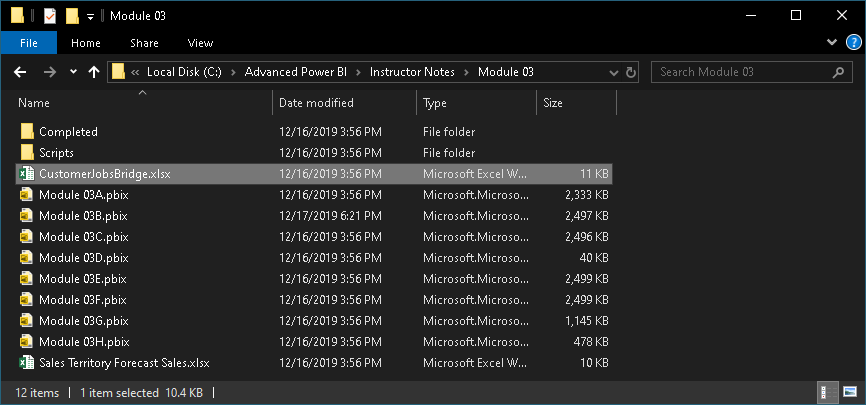 Module 03
File Home Share View
« Local Disk (C:) > Advanced Power BI > Instructor Notes > Module 03 Search Module 03
Name Date modified Type Size
Completed 12/16/2019 3:56 PM File folder
Scripts 12/16/2019 3:56 PM File folder
CustomerJobsBridge.xlsx 12/16/2019 3:56 PM Microsoft Excel W... 11 KB
Module 03A.pbix 12/16/2019 3:56 PM Microsoft.Microso... 2,333 KB
Module 03B.pbix 12/17/2019 6:21 PM Microsoft.Microso... 2,497 KB
Module 03C.pbix 12/16/2019 3:56 PM Microsoft.Microso... 2,496 KB
Module 03D.pbix 12/16/2019 3:56 PM Microsoft.Microso... 40 KB
Module 03E.pbix 12/16/2019 3:56 PM Microsoft.Microso... 2,499 KB
Module 03F.pbix 12/16/2019 3:56 PM Microsoft.Microso... 2,499 KB
Module 03G.pbix 12/16/2019 3:56 PM Microsoft.Microso... 1,145 KB
Module 03H.pbix 12/16/2019 3:56 PM Microsoft.Microso... 478 KB
Sales Territory Forecast Sales.xlsx 12/16/2019 3:56 PM Microsoft Excel W... 10 KB
12 items 1 item selected 10.4 KB